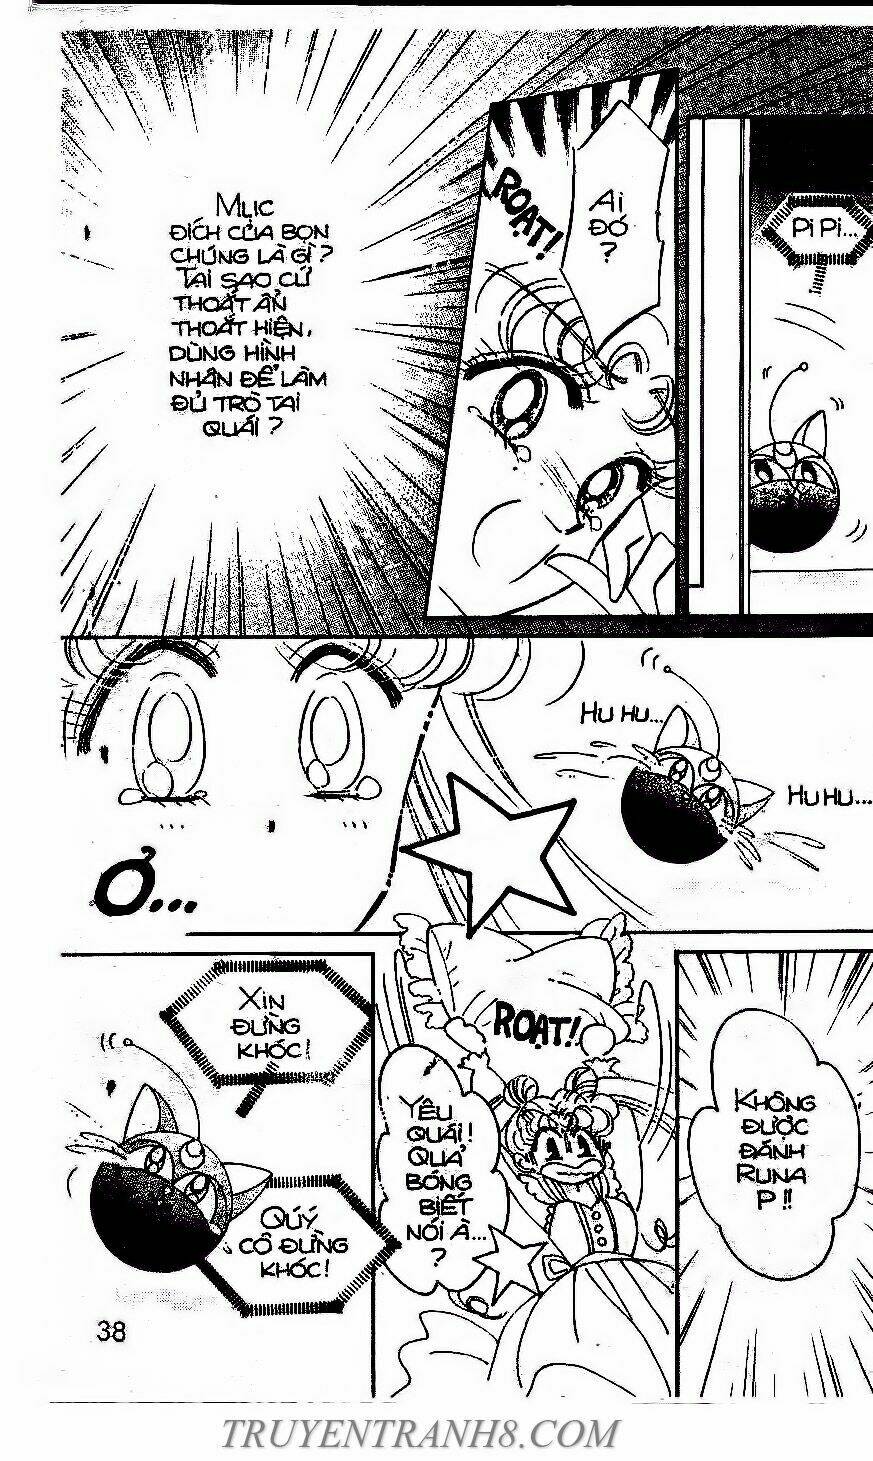 MỤC
ĐÍCH CỦA BỌN
CHÚNG LÀ GÌ?
TẠI SAO CỨ
THOẮT ẨN
THOẮT HIỆN,
DÙNG HÌNH
NHÂN ĐỂ LÀM
ĐỦ TRÒ TAI
QUÁI?
ROẠT!
AI
ĐÓ
?
Pi Pi...
Ơ...
HU HU...
HU HU...
XIN
ĐỪNG
KHÓC!
QUÝ
CÔ ĐỪNG
KHÓC!
ROẠT!
YÊU
QUÁI!
QUẢ
BÓNG
BIẾT
NÓI À...
?
KHÔNG
ĐƯỢC
ĐÁNH
RUNA
P!!
38
TRUYENTRANH8.COM